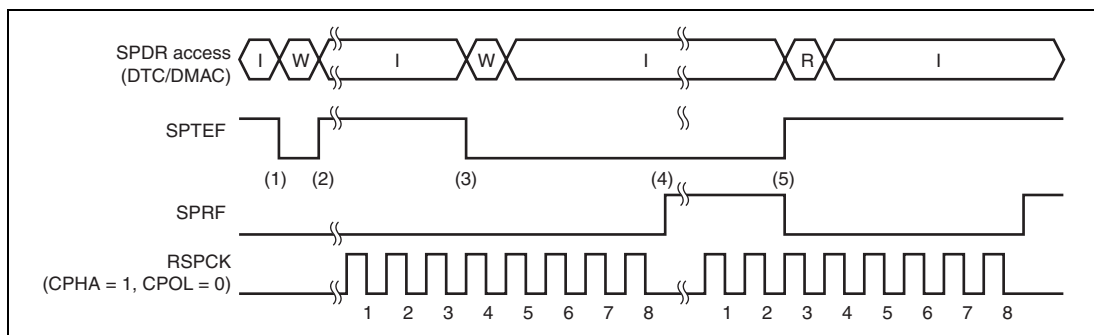 SPDR access
(DTC/DMAC)
I W I W I R I
SPTEF
(1) (2) (3) (4) (5)
SPRF
RSPCK
(CPHA = 1, CPOL = 0)
1 2 3 4 5 6 7 8 1 2 3 4 5 6 7 8